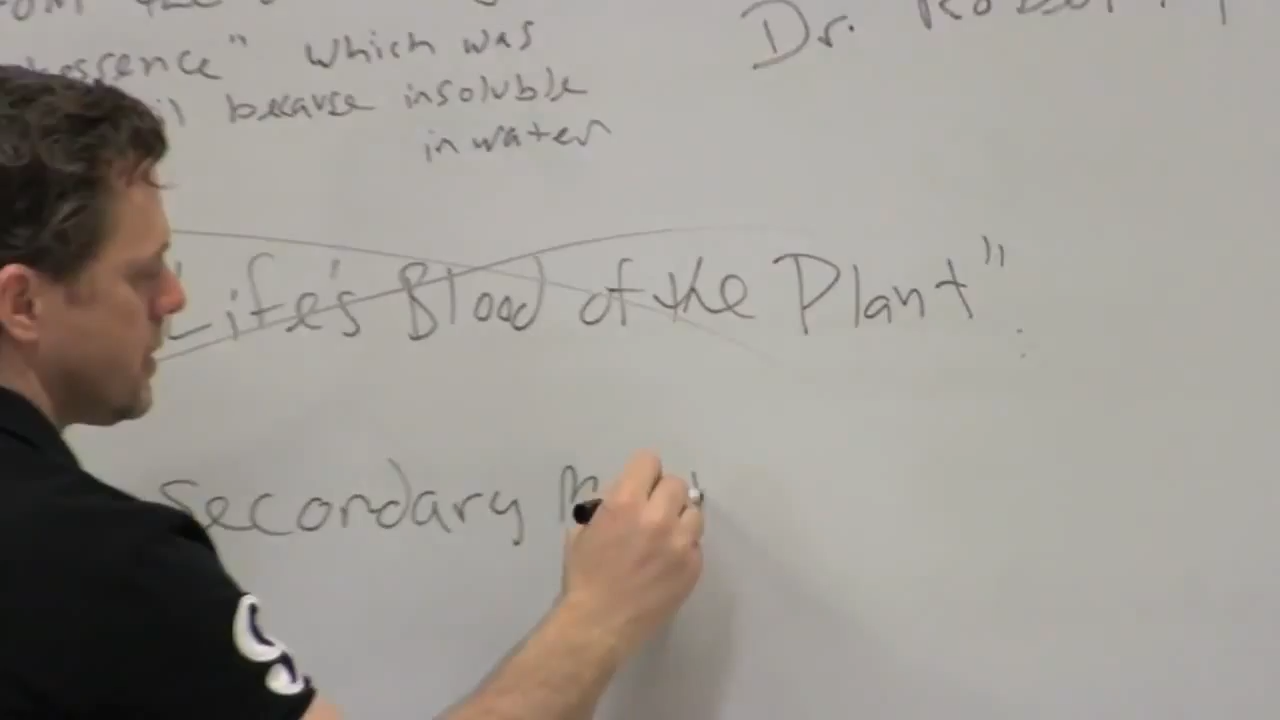 Dr.
essence" which was
because insoluble
in water
Life's Blood of the Plant"
Secondary